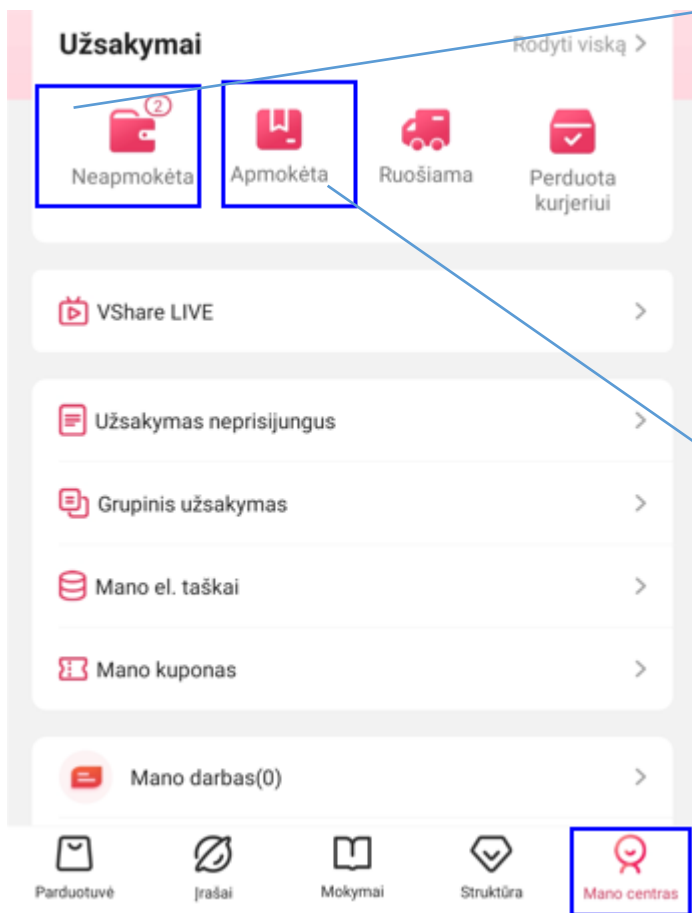 Užsakymai
Rodyti viską
2
Neapmokėta
Apmokėta
Ruošiama
Perduota
kurjeriui
VShare LIVE
Užsakymas neprisijungus
Grupinis užsakymas
Mano el. taškai
Mano kuponas
Mano darbas(0)
Parduotuvė
Įrašai
Mokymai
Struktūra
Mano centras